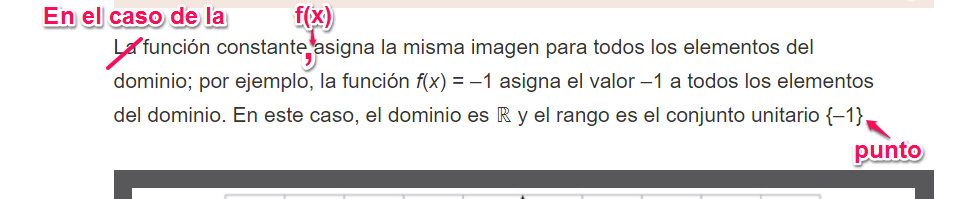 En el caso de la f(x)
La función constante, asigna la misma imagen para todos los elementos del
dominio; por ejemplo, la función f(x) = –1 asigna el valor –1 a todos los elementos
del dominio. En este caso, el dominio es ℝ y el rango es el conjunto unitario {–1}
punto